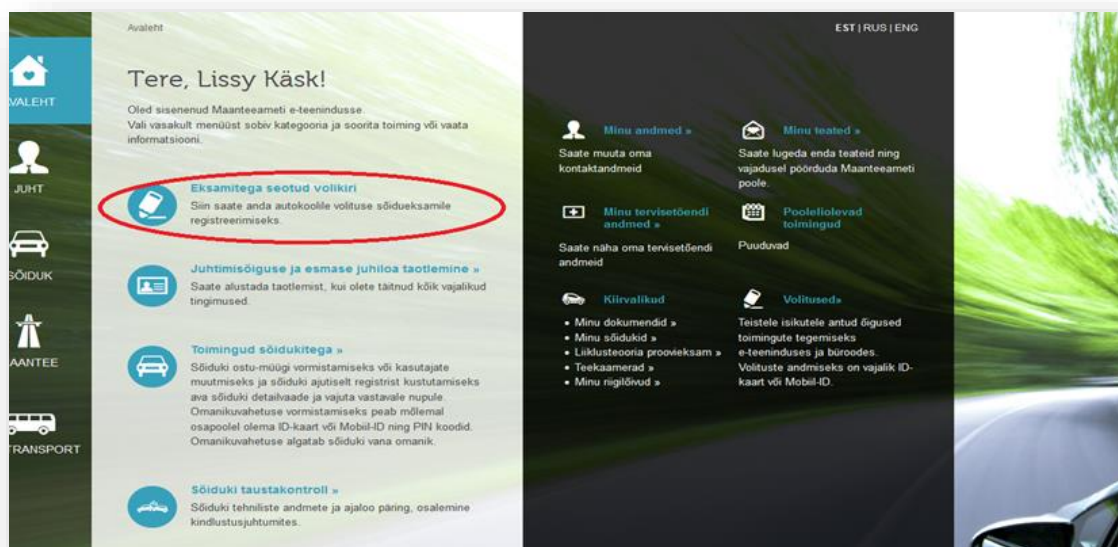 Avaleht
EST | RUS | ENG
AVALEHT
JUHT
SÕIDUK
MAANTEE
TRANSPORT
Tere, Lissy Käsk!
Oled sisenenud Maanteeameti e-teenindusse.
Vali vasakult menüüst sobiv kategooria ja soorita toiming või vaata
informatsiooni.
Eksamitega seotud volikiri
Siin saate anda autokoolile volituse sõidueksamile
registreerimiseks.
Juhtimisõiguse ja esmase juhiloa taotlemine »
Saate alustada taotlemist, kui olete täitnud kõik vajalikud
tingimused.
Toimingud sõidukitega »
Sõiduki ostu-müügi vormistamiseks või kasutajate
muutmiseks ja sõiduki ajutiselt registrist kustutamiseks
ava sõiduki detailvaade ja vajuta vastavale nupule.
Omanikuvahetuse vormistamiseks peab mõlemal
osapoolel olema ID-kaart või Mobiil-ID ning PIN koodid.
Omanikuvahetuse algatab sõiduki vana omanik.
Sõiduki taustakontroll »
Sõiduki tehniliste andmete ja ajaloo päring, osalemine
kindlustusjuhtumites.
Minu andmed »
Saate muuta oma
kontaktandmeid
Minu teated »
Saate lugeda enda teateid ning
vajadusel pöörduda Maanteeameti
poole.
Minu tervisetõendi
andmed »
Saate näha oma tervisetõendi
andmeid
Pooleliolevad
toimingud
Puuduvad
Kiirvalikud
• Minu dokumendid »
• Minu sõidukid »
• Liiklusteooria proovieksam »
• Teekaamerad »
• Minu riigilõivud »
Volitused»
Teistele isikutele antud õigused
toimingute tegemiseks
e-teeninduses ja büroodes.
Volituste andmiseks on vajalik ID-
kaart või Mobiil-ID.